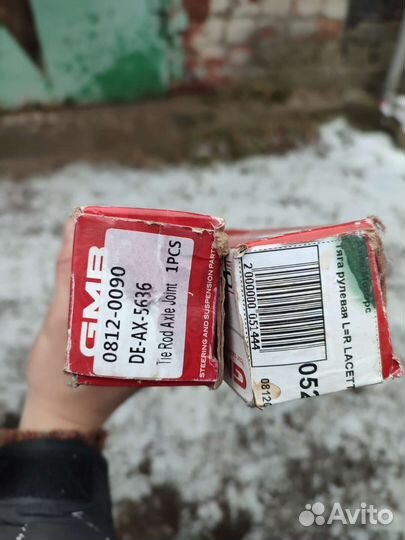 GMB
0812-0090
DE-AX-5636
Tie Rod Axle Joint 1PCS
STEERING AND SUSPENSION PARTS
2000000 051444
рулевая L=R LACETT
052
0812
Avito